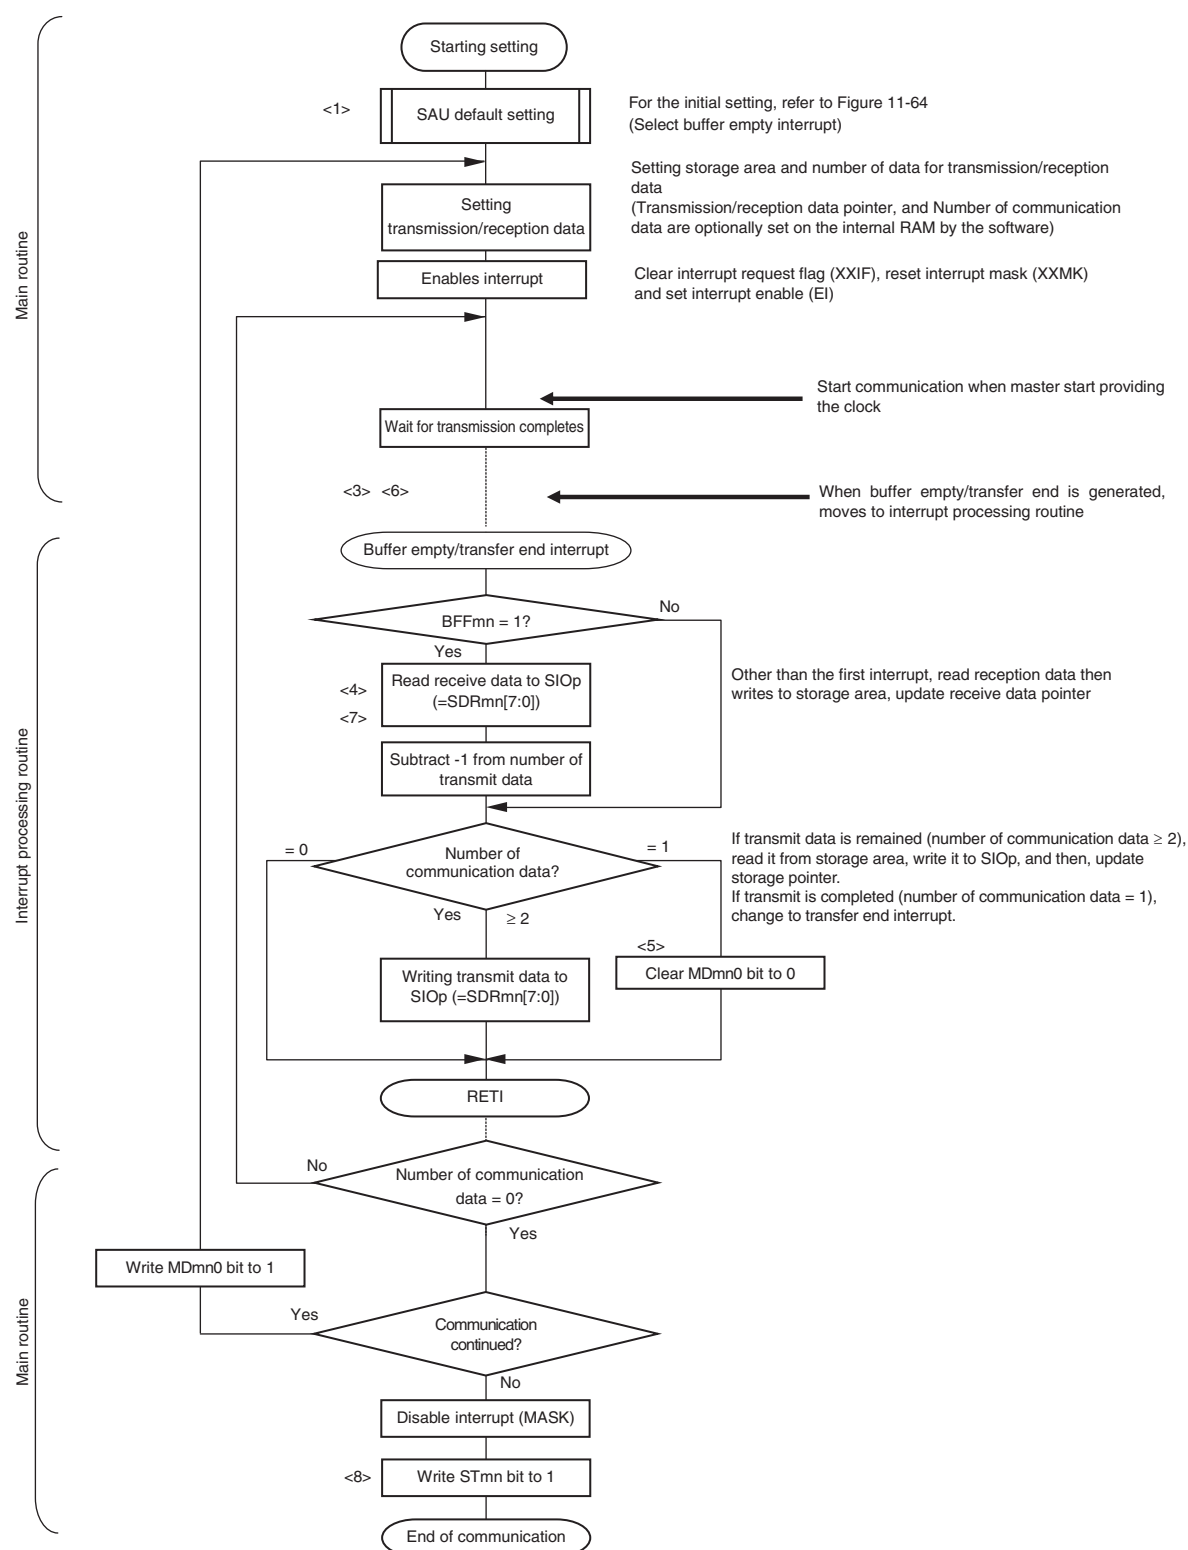 Main routine
Starting setting
<1>
SAU default setting
For the initial setting, refer to Figure 11-64
(Select buffer empty interrupt)
Setting
transmission/reception data
Setting storage area and number of data for transmission/reception
data
(Transmission/reception data pointer, and Number of communication
data are optionally set on the internal RAM by the software)
Enables interrupt
Clear interrupt request flag (XXIF), reset interrupt mask (XXMK)
and set interrupt enable (EI)
Start communication when master start providing
the clock
Wait for transmission completes
<3> <6>
When buffer empty/transfer end is generated,
moves to interrupt processing routine
Interrupt processing routine
Buffer empty/transfer end interrupt
BFFmn = 1?
No
Yes
<4>
<7>
Read receive data to SIOp
(=SDRmn[7:0])
Other than the first interrupt, read reception data then
writes to storage area, update receive data pointer
Subtract -1 from number of
transmit data
= 0
Number of
communication data?
= 1
If transmit data is remained (number of communication data ≥ 2),
read it from storage area, write it to SIOp, and then, update
storage pointer.
If transmit is completed (number of communication data = 1),
change to transfer end interrupt.
Yes
≥ 2
<5>
Writing transmit data to
SIOp (=SDRmn[7:0])
Clear MDmn0 bit to 0
RETI
Main routine
No
Number of communication
data = 0?
Yes
Write MDmn0 bit to 1
Yes
Communication
continued?
No
Disable interrupt (MASK)
<8>
Write STmn bit to 1
End of communication